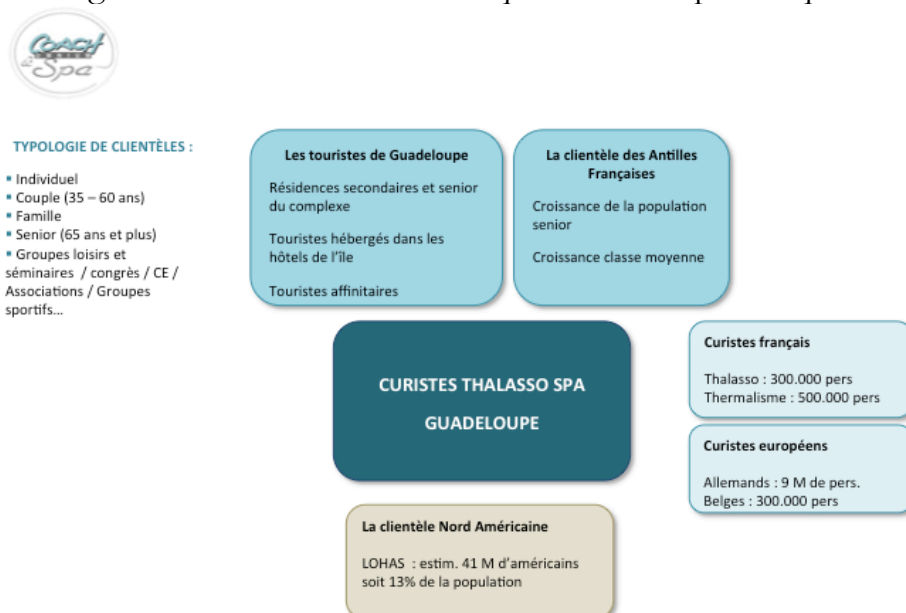 COACH
Spa
TYPOLOGIE DE CLIENTÈLES :
▪ Individuel
▪ Couple (35 – 60 ans)
▪ Famille
▪ Senior (65 ans et plus)
▪ Groupes loisirs et
séminaires / congrès / CE /
Associations / Groupes
sportifs...
Les touristes de Guadeloupe
Résidences secondaires et senior
du complexe
Touristes hébergés dans les
hôtels de l'île
Touristes affinitaires
La clientèle des Antilles
Françaises
Croissance de la population
senior
Croissance classe moyenne
CURISTES THALASSO SPA
GUADELOUPE
Curistes français
Thalasso : 300.000 pers
Thermalisme : 500.000 pers
Curistes européens
Allemands : 9 M de pers.
Belges : 300.000 pers
La clientèle Nord Américaine
LOHAS : estim. 41 M d'américains
soit 13% de la population